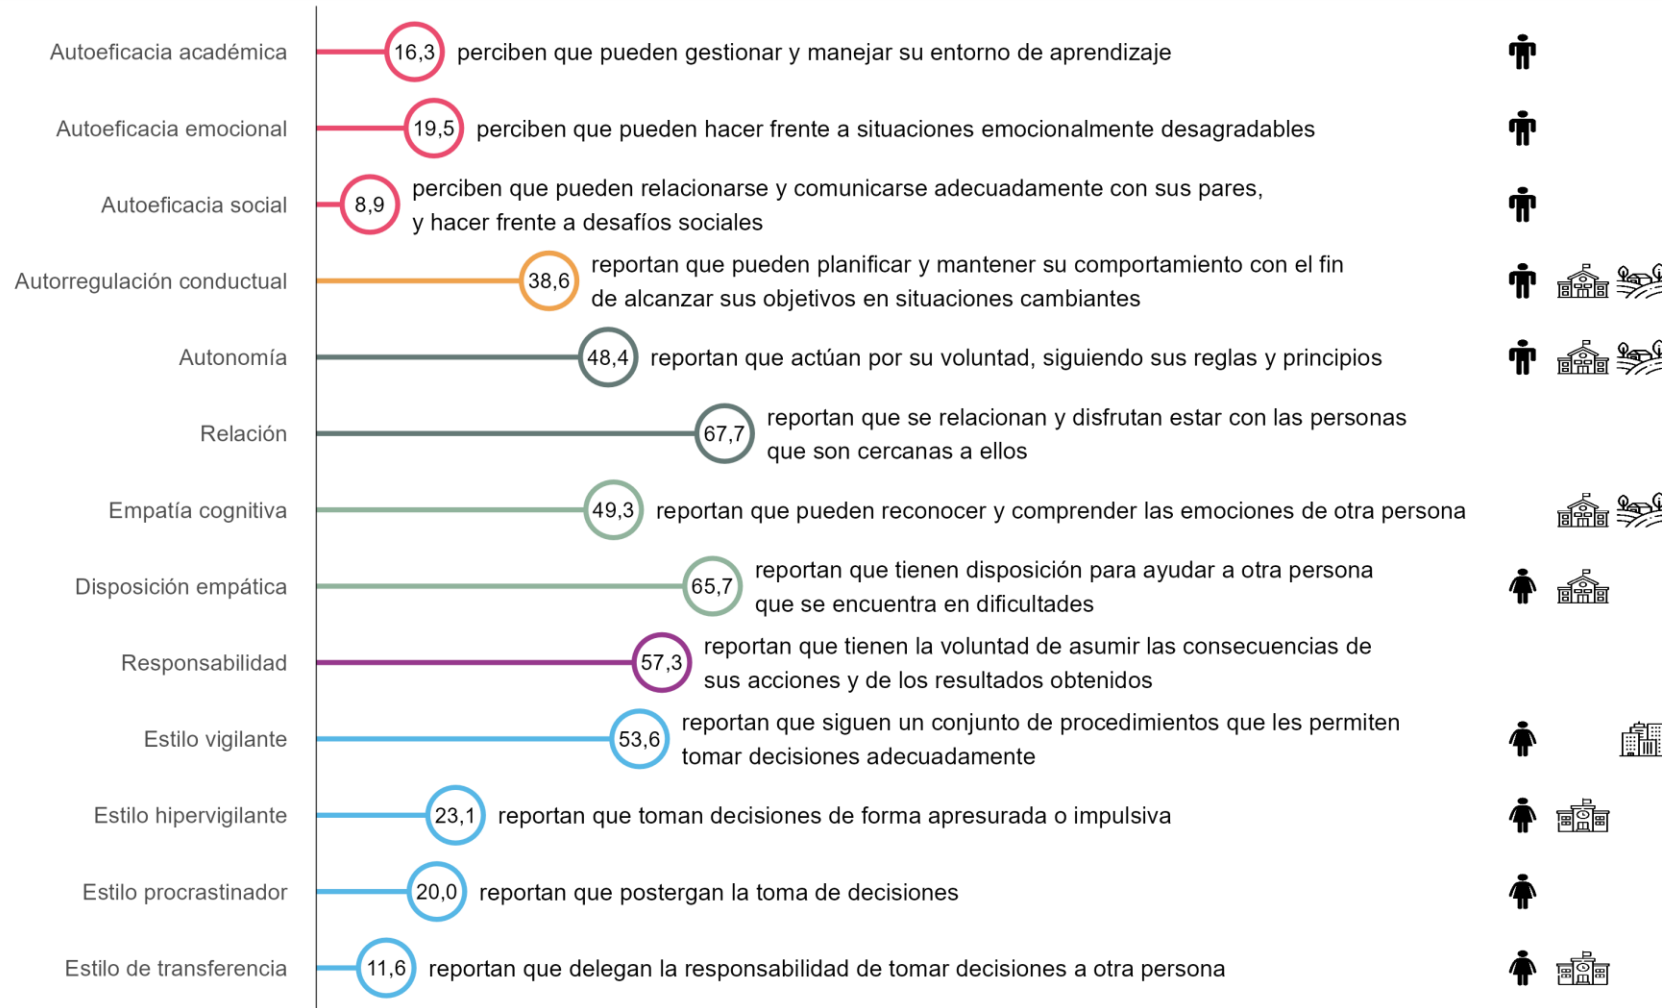 Autoeficacia académica
16,3
perciben que pueden gestionar y manejar su entorno de aprendizaje
Autoeficacia emocional
19,5
perciben que pueden hacer frente a situaciones emocionalmente desagradables
Autoeficacia social
8,9
perciben que pueden relacionarse y comunicarse adecuadamente con sus pares,
y hacer frente a desafíos sociales
Autorregulación conductual
38,6
reportan que pueden planificar y mantener su comportamiento con el fin
de alcanzar sus objetivos en situaciones cambiantes
Autonomía
48,4
reportan que actúan por su voluntad, siguiendo sus reglas y principios
Relación
67,7
reportan que se relacionan y disfrutan estar con las personas
que son cercanas a ellos
Empatía cognitiva
49,3
reportan que pueden reconocer y comprender las emociones de otra persona
Disposición empática
65,7
reportan que tienen disposición para ayudar a otra persona
que se encuentra en dificultades
Responsabilidad
57,3
reportan que tienen la voluntad de asumir las consecuencias de
sus acciones y de los resultados obtenidos
Estilo vigilante
53,6
reportan que siguen un conjunto de procedimientos que les permiten
tomar decisiones adecuadamente
Estilo hipervigilante
23,1
reportan que toman decisiones de forma apresurada o impulsiva
Estilo procrastinador
20,0
reportan que postergan la toma de decisiones
Estilo de transferencia
11,6
reportan que delegan la responsabilidad de tomar decisiones a otra persona